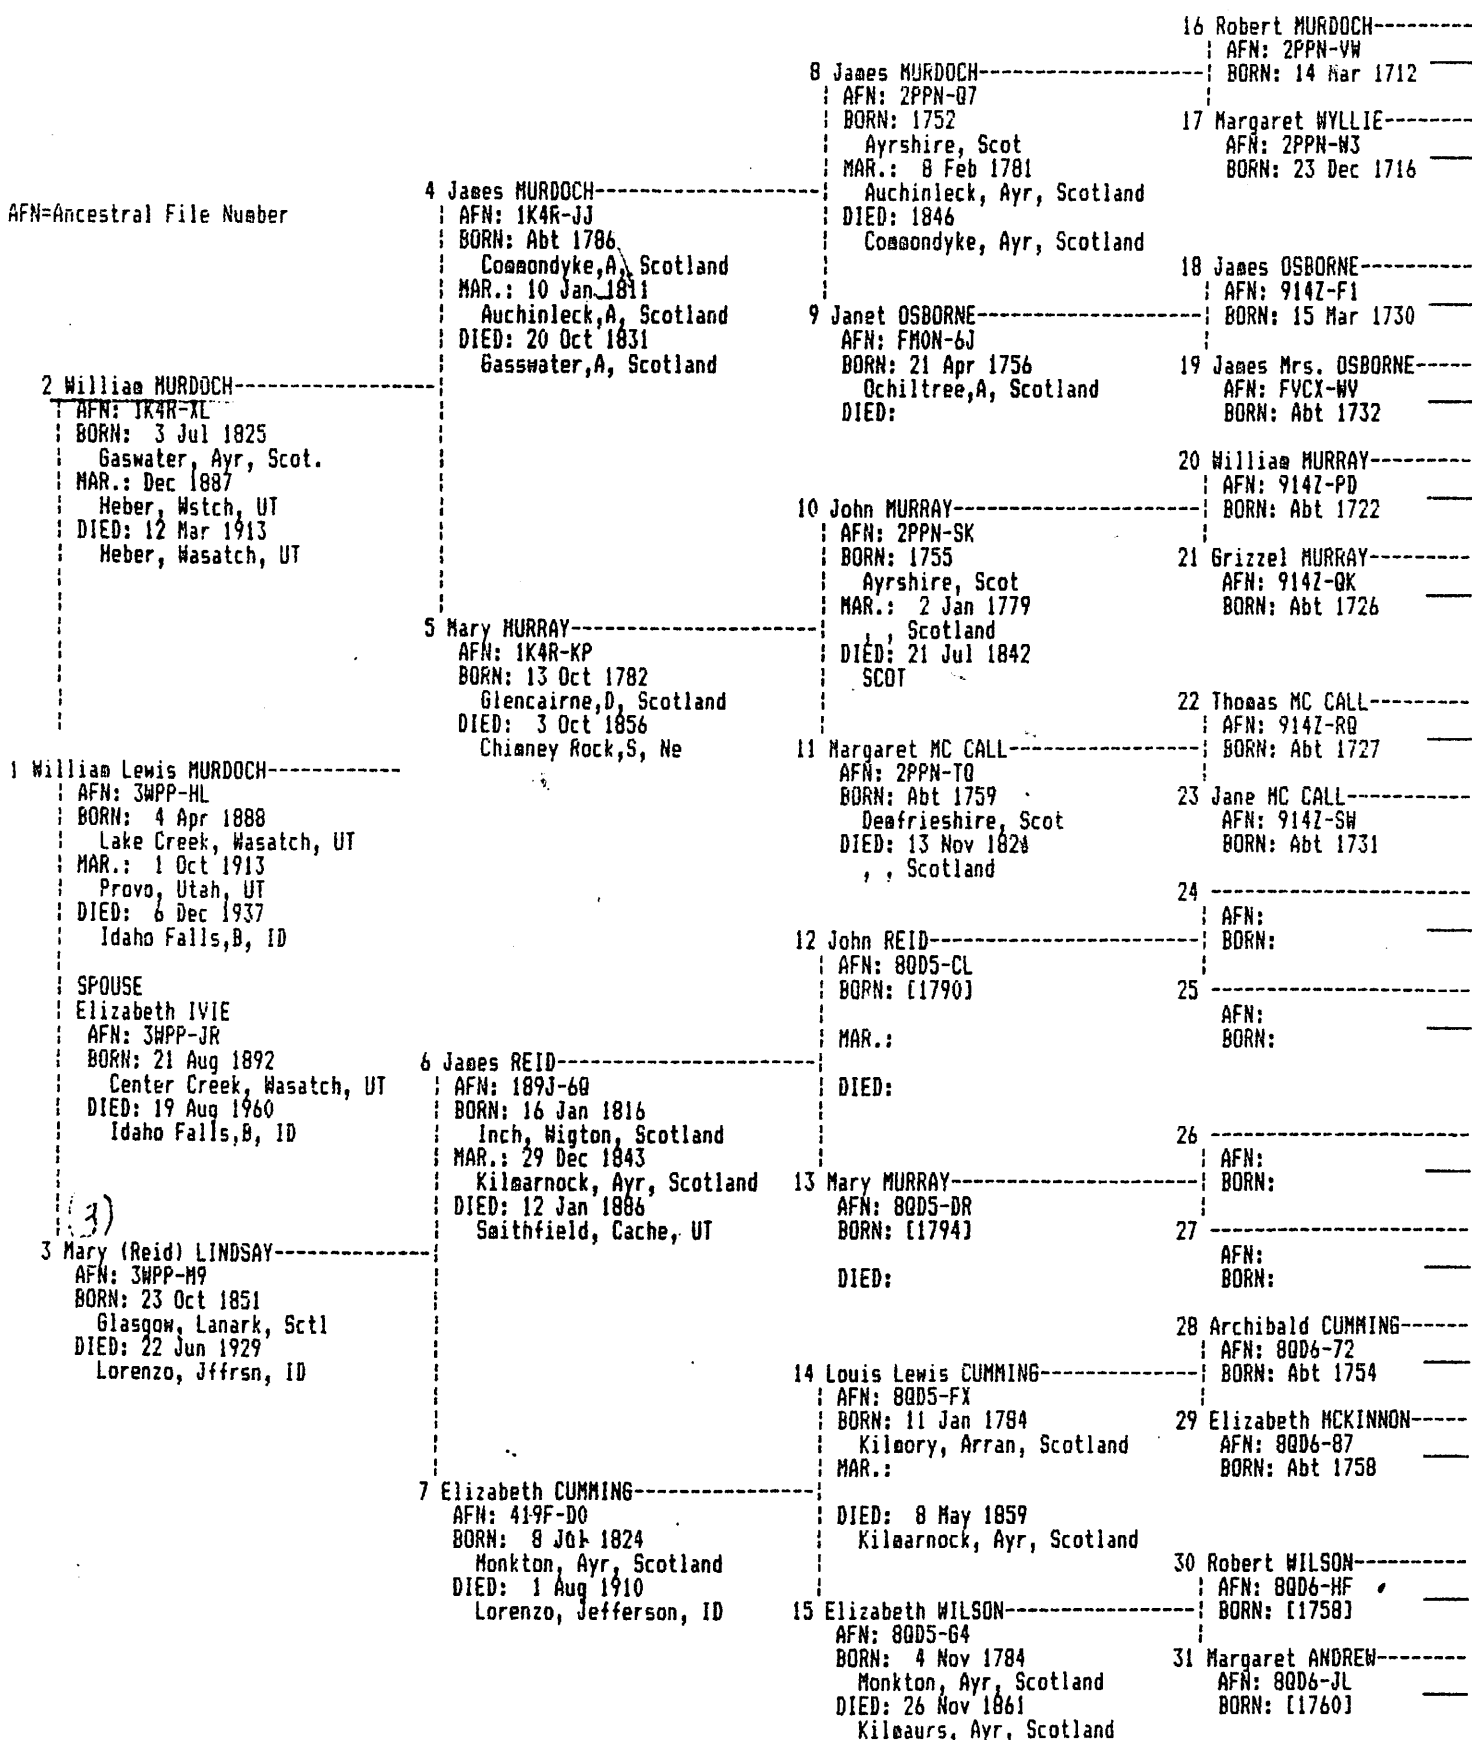 AFN=Ancestral File Number
1 William Lewis MURDOCH
AFN: 3WPP-HL
BORN: 4 Apr 1888
Lake Creek, Wasatch, UT
MAR.: 1 Oct 1913
Provo, Utah, UT
DIED: 6 Dec 1937
Idaho Falls,B, ID
SPOUSE
Elizabeth IVIE
AFN: 3WPP-JR
BORN: 21 Aug 1892
Center Creek, Wasatch, UT
DIED: 19 Aug 1960
Idaho Falls,B, ID
2 William MURDOCH
AFN: 1K4R-XL
BORN: 3 Jul 1825
Gaswater, Ayr, Scot.
MAR.: Dec 1887
Heber, Wstch, UT
DIED: 12 Mar 1913
Heber, Wasatch, UT
(3)
3 Mary (Reid) LINDSAY
AFN: 3WPP-M9
BORN: 23 Oct 1851
Glasgow, Lanark, Sctl
DIED: 22 Jun 1929
Lorenzo, Jffrsn, ID
4 James MURDOCH
AFN: 1K4R-JJ
BORN: Abt 1786
Commondyke,A, Scotland
MAR.: 10 Jan 1811
Auchinleck,A, Scotland
DIED: 20 Oct 1831
Gasswater,A, Scotland
5 Mary MURRAY
AFN: 1K4R-KP
BORN: 13 Oct 1782
Glencairne,D, Scotland
DIED: 3 Oct 1856
Chimney Rock,S, Ne
6 James REID
AFN: 189J-6Q
BORN: 16 Jan 1816
Inch, Wigton, Scotland
MAR.: 29 Dec 1843
Kilmarnock, Ayr, Scotland
DIED: 12 Jan 1886
Smithfield, Cache, UT
7 Elizabeth CUMMING
AFN: 419F-D0
BORN: 8 1824
Monkton, Ayr, Scotland
DIED: 1 Aug 1910
Lorenzo, Jefferson, ID
8 James MURDOCH
AFN: 2PPN-Q7
BORN: 1752
Ayrshire, Scot
MAR.: 8 Feb 1781
Auchinleck, Ayr, Scotland
DIED: 1846
Commondyke, Ayr, Scotland
9 Janet OSBORNE
AFN: FMQN-6J
BORN: 21 Apr 1756
Ochiltree,A, Scotland
DIED:
10 John MURRAY
AFN: 2PPN-SK
BORN: 1755
Ayrshire, Scot
MAR.: 2 Jan 1779
, , Scotland
DIED: 21 Jul 1842
SCOT
11 Margaret MC CALL
AFN: 2PPN-TQ
BORN: Abt 1759
Demfrieshire, Scot
DIED: 13 Nov
, , Scotland
12 John REID
AFN: 8QD5-CL
BORN: [1790]
MAR.:
DIED:
13 Mary MURRAY
AFN: 8QD5-DR
BORN: [1794]
DIED:
14 Louis Lewis CUMMING
AFN: 8QD5-FX
BORN: 11 Jan 1784
Kilmory, Arran, Scotland
MAR.:
DIED: 8 May 1859
Kilmarnock, Ayr, Scotland
15 Elizabeth WILSON
AFN: 8QD5-G4
BORN: 4 Nov 1784
Monkton, Ayr, Scotland
DIED: 26 Nov 1861
Kilmaurs, Ayr, Scotland
16 Robert MURDOCH
AFN: 2PPN-VW
BORN: 14 Mar 1712
17 Margaret WYLLIE
AFN: 2PPN-W3
BORN: 23 Dec 1716
18 James OSBORNE
AFN: 914Z-F1
BORN: 15 Mar 1730
19 James Mrs. OSBORNE
AFN: FVCX-WV
BORN: Abt 1732
20 William MURRAY
AFN: 914Z-PD
BORN: Abt 1722
21 Grizzel MURRAY
AFN: 914Z-QK
BORN: Abt 1726
22 Thomas MC CALL
AFN: 914Z-RQ
BORN: Abt 1727
23 Jane MC CALL
AFN: 914Z-SW
BORN: Abt 1731
24
AFN:
BORN:
25
AFN:
BORN:
26
AFN:
BORN:
27
AFN:
BORN:
28 Archibald CUMMING
AFN: 8QD6-72
BORN: Abt 1754
29 Elizabeth MCKINNON
AFN: 8QD6-87
BORN: Abt 1758
30 Robert WILSON
AFN: 8QD6-HF
BORN: [1758]
31 Margaret ANDREW
AFN: 8QD6-JL
BORN: [1760]